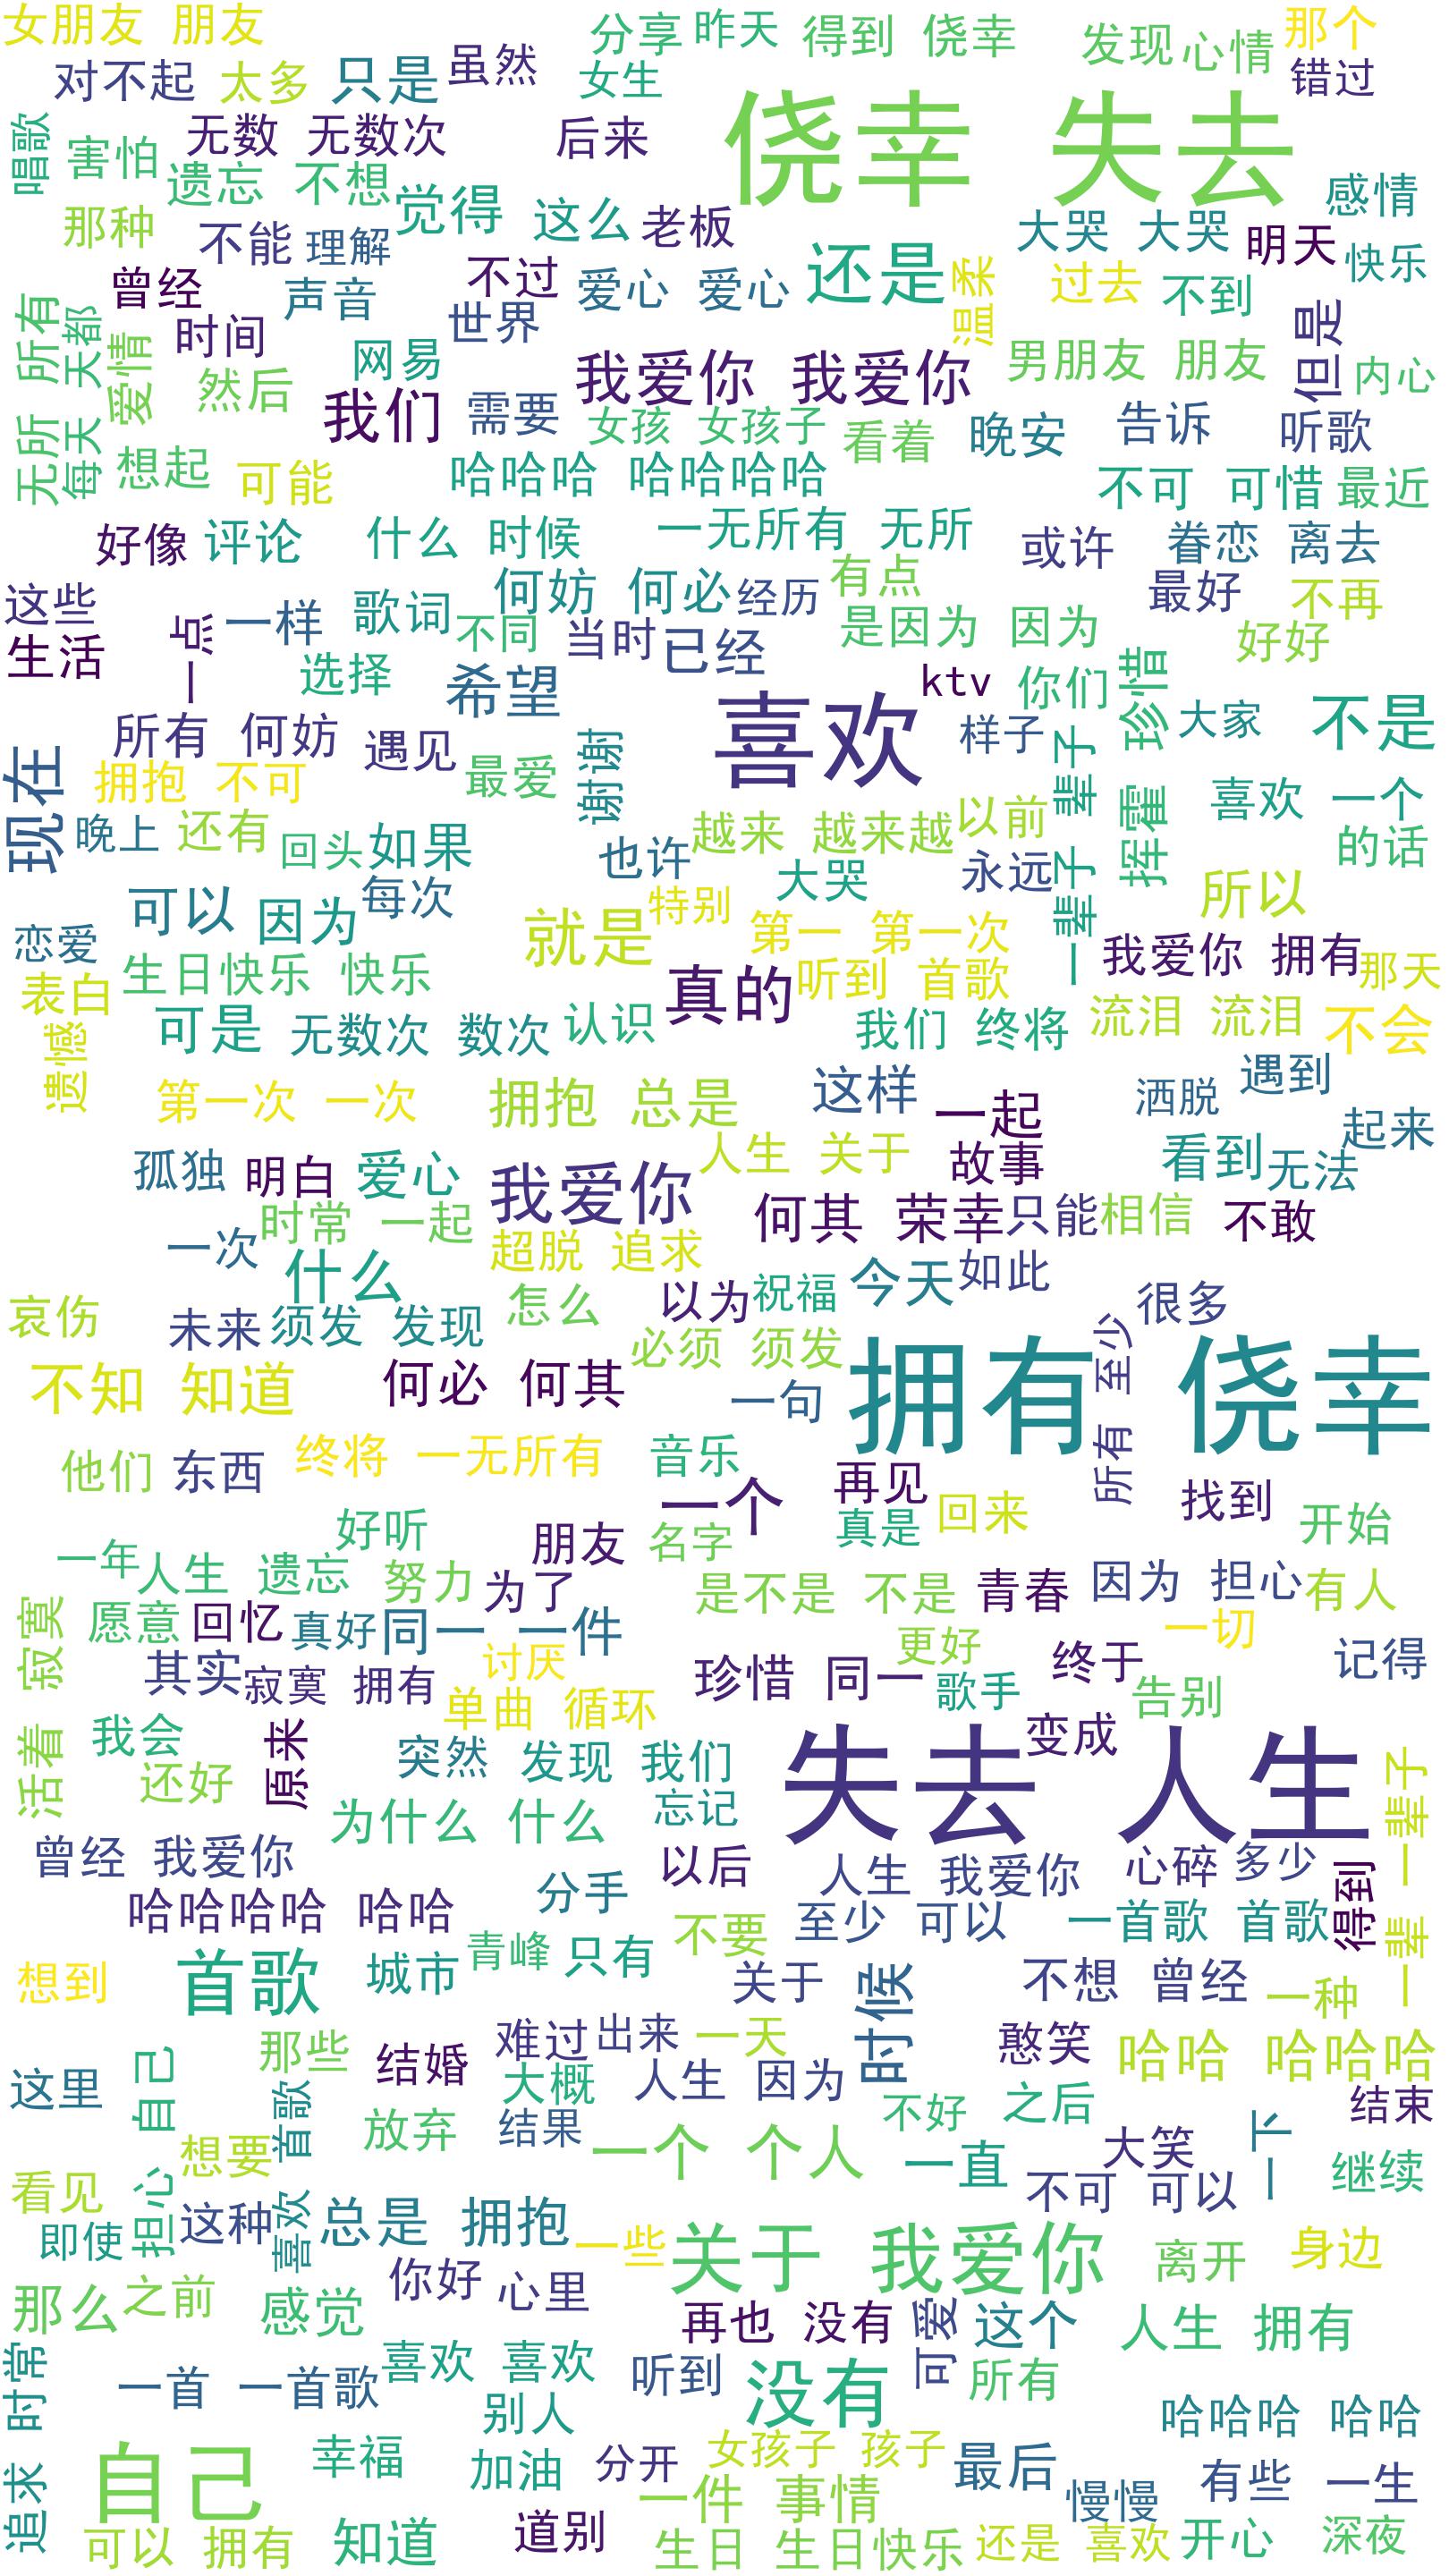 女朋友 朋友
分享 昨天 得到 侥幸 发现 心情 那个
对不起 太多 只是 虽然 女生 错过
唱歌 无数 无数次 后来 侥幸 失去
害怕 遗忘 不想 觉得 这么 老板 感情
那种 不能 理解 还是 大哭 大哭 明天 快乐
曾经 声音 不过 爱心 爱心 温柔 过去 不到
无所 所有 每天 天都 爱情 时间 世界 但是
网易 我爱你 我爱你 男朋友 朋友 内心
然后 我们 需要 女孩 女孩子 看着 晚安 告诉 听歌
想起 可能 哈哈哈 哈哈哈哈 不可 可惜 最近
好像 评论 什么 时候 一无所有 无所 或许 眷恋 离去
这些 一样 歌词 何妨 何必 经历 有点 最好 不再
生活 一点 选择 不同 当时 已经 是因为 因为 好好
希望 喜欢 ktv 你们 珍惜 挥霍
现在 所有 何妨 遇见 谢谢 样子 一辈子 辈子 大家 不是
拥抱 不可 最爱 喜欢 一个
晚上 还有 回头 如果 也许 越来 越来越 以前 的话
可以 因为 每次 大哭 永远 所以
恋爱 就是 特别 第一 第一次
表白 生日快乐 快乐 真的 听到 首歌 我爱你 拥有 那天
遗憾 可是 无数次 数次 认识 我们 终将 流泪 流泪 不会
第一次 一次 拥抱 总是 这样 一起 洒脱 遇到
孤独 明白 爱心 我爱你 人生 关于 故事 看到 无法 起来
时常 一起 何其 荣幸 只能 相信 不敢
一次 什么 超脱 追求 今天 如此
哀伤 未来 须发 发现 怎么 以为 祝福 很多
不知 知道 何必 何其 必须 须发 一句 拥有 侥幸
所有 至少
他们 东西 终将 一无所有 音乐 一个 再见 找到
好听 朋友 名字 真是 回来 开始
一年 人生 遗忘 努力 为了 是不是 不是 青春 因为 担心 有人
寂寞 愿意 回忆 真好 同一 一件 更好 一切
其实 寂寞 拥有 讨厌 珍惜 同一 歌手 终于 记得
活着 我会 原来 单曲 循环 告别
还好 突然 发现 我们 失去 人生 变成
为什么 什么 忘记 一辈 一辈子
曾经 我爱你 以后 人生 我爱你 心碎 多少
哈哈哈哈 哈哈 分手 至少 可以 一首歌 首歌 得到
想到 首歌 城市 青峰 只有 不要 关于 时候 不想 曾经 一种
那些 结婚 难过 出来 一天 憨笑 哈哈 哈哈哈
这里 担心 自己 大概 人生 因为 结束
喜欢 首歌 放弃 结果 不好 之后 一下
想要 一个 个人 一直 大笑 继续
看见 这种 总是 拥抱 不可 可以
即使 一些 关于 我爱你 离开 身边
那么 之前 感觉 你好 心里 再也 没有 可爱 这个 人生 拥有
追求 时常 一首 一首歌 喜欢 喜欢 听到 没有 所有
别人 哈哈哈 哈哈
自己 幸福 加油 分开 女孩子 孩子 最后 有些 一生
一件 事情 慢慢
可以 拥有 知道 道别 生日 生日快乐 还是 喜欢 开心 深夜